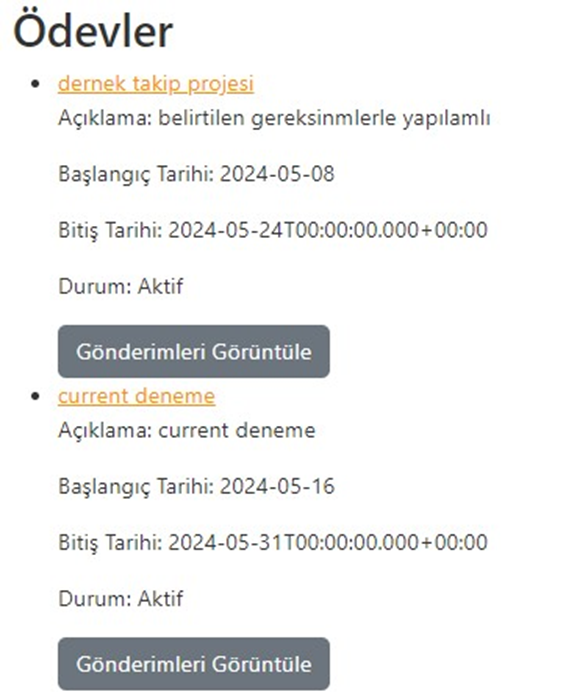 Ödevler
dernek takip projesi
Açıklama: belirtilen gereksinmlerle yapılamlı
Başlangıç Tarihi: 2024-05-08
Bitiş Tarihi: 2024-05-24T00:00:00.000+00:00
Durum: Aktif
Gönderimleri Görüntüle
current deneme
Açıklama: current deneme
Başlangıç Tarihi: 2024-05-16
Bitiş Tarihi: 2024-05-31T00:00:00.000+00:00
Durum: Aktif
Gönderimleri Görüntüle